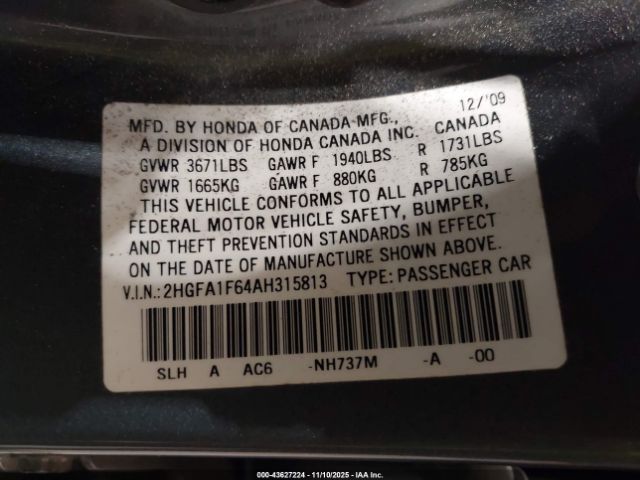 12/'09
MFD. BY HONDA OF CANADA MFG., CANADA
A DIVISION OF HONDA CANADA INC.
GVWR 3671LBS GAWR F 1940LBS R 1731LBS
GVWR 1665KG GAWR F 880KG R 785KG
THIS VEHICLE CONFORMS TO ALL APPLICABLE
FEDERAL MOTOR VEHICLE SAFETY, BUMPER,
AND THEFT PREVENTION STANDARDS IN EFFECT
ON THE DATE OF MANUFACTURE SHOWN ABOVE.
V.I.N.: 2HGFA1F64AH315813 TYPE: PASSENGER CAR
SLH A AC6 -NH737M -A -00
000-43627224 - 11/10/2025 - IAA Inc.